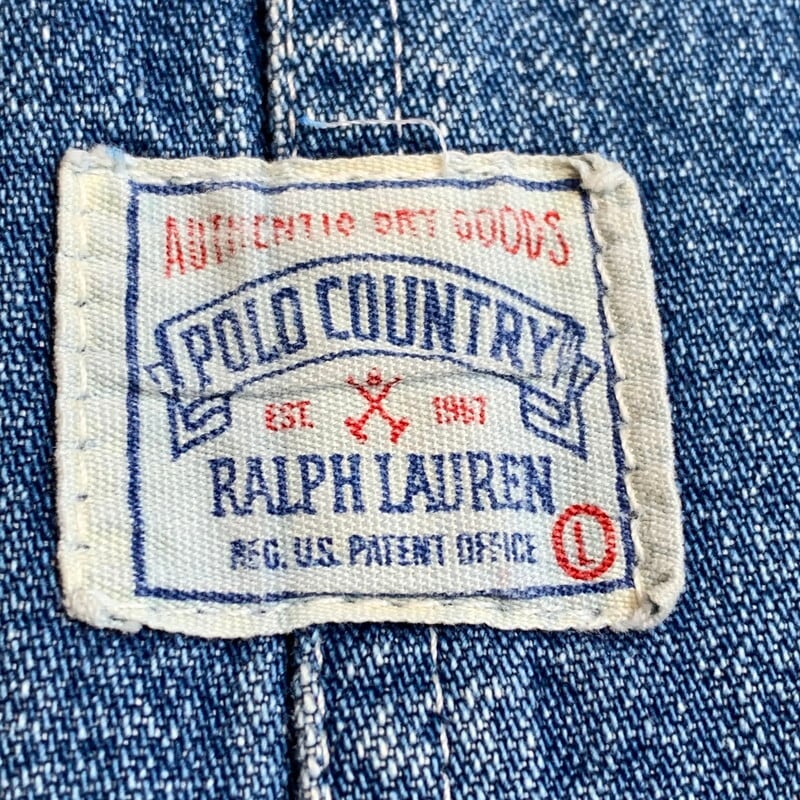 AUTHENTIC DRY GOODS
POLO COUNTRY
EST. 1967
RALPH LAUREN
REG. U.S. PATENT OFFICE
L